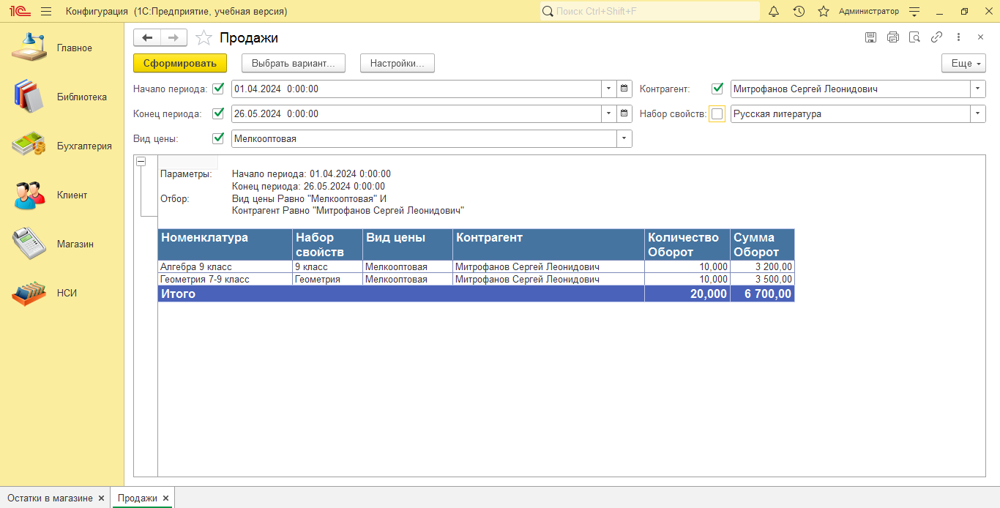 1С Конфигурация (1С:Предприятие, учебная версия) Поиск Ctrl+Shift+F Администратор
Главное
Библиотека
Бухгалтерия
Клиент
Магазин
НСИ
Продажи
Сформировать Выбрать вариант... Настройки... Еще
Начало периода: 01.04.2024 0:00:00 Контрагент: Митрофанов Сергей Леонидович
Конец периода: 26.05.2024 0:00:00 Набор свойств: Русская литература
Вид цены: Мелкооптовая
Параметры: Начало периода: 01.04.2024 0:00:00
Конец периода: 26.05.2024 0:00:00
Отбор: Вид цены Равно "Мелкооптовая" И
Контрагент Равно "Митрофанов Сергей Леонидович"
Номенклатура Набор свойств Вид цены Контрагент Количество Оборот Сумма Оборот
Алгебра 9 класс 9 класс Мелкооптовая Митрофанов Сергей Леонидович 10,000 3 200,00
Геометрия 7-9 класс Геометрия Мелкооптовая Митрофанов Сергей Леонидович 10,000 3 500,00
Итого 20,000 6 700,00
Остатки в магазине Продажи